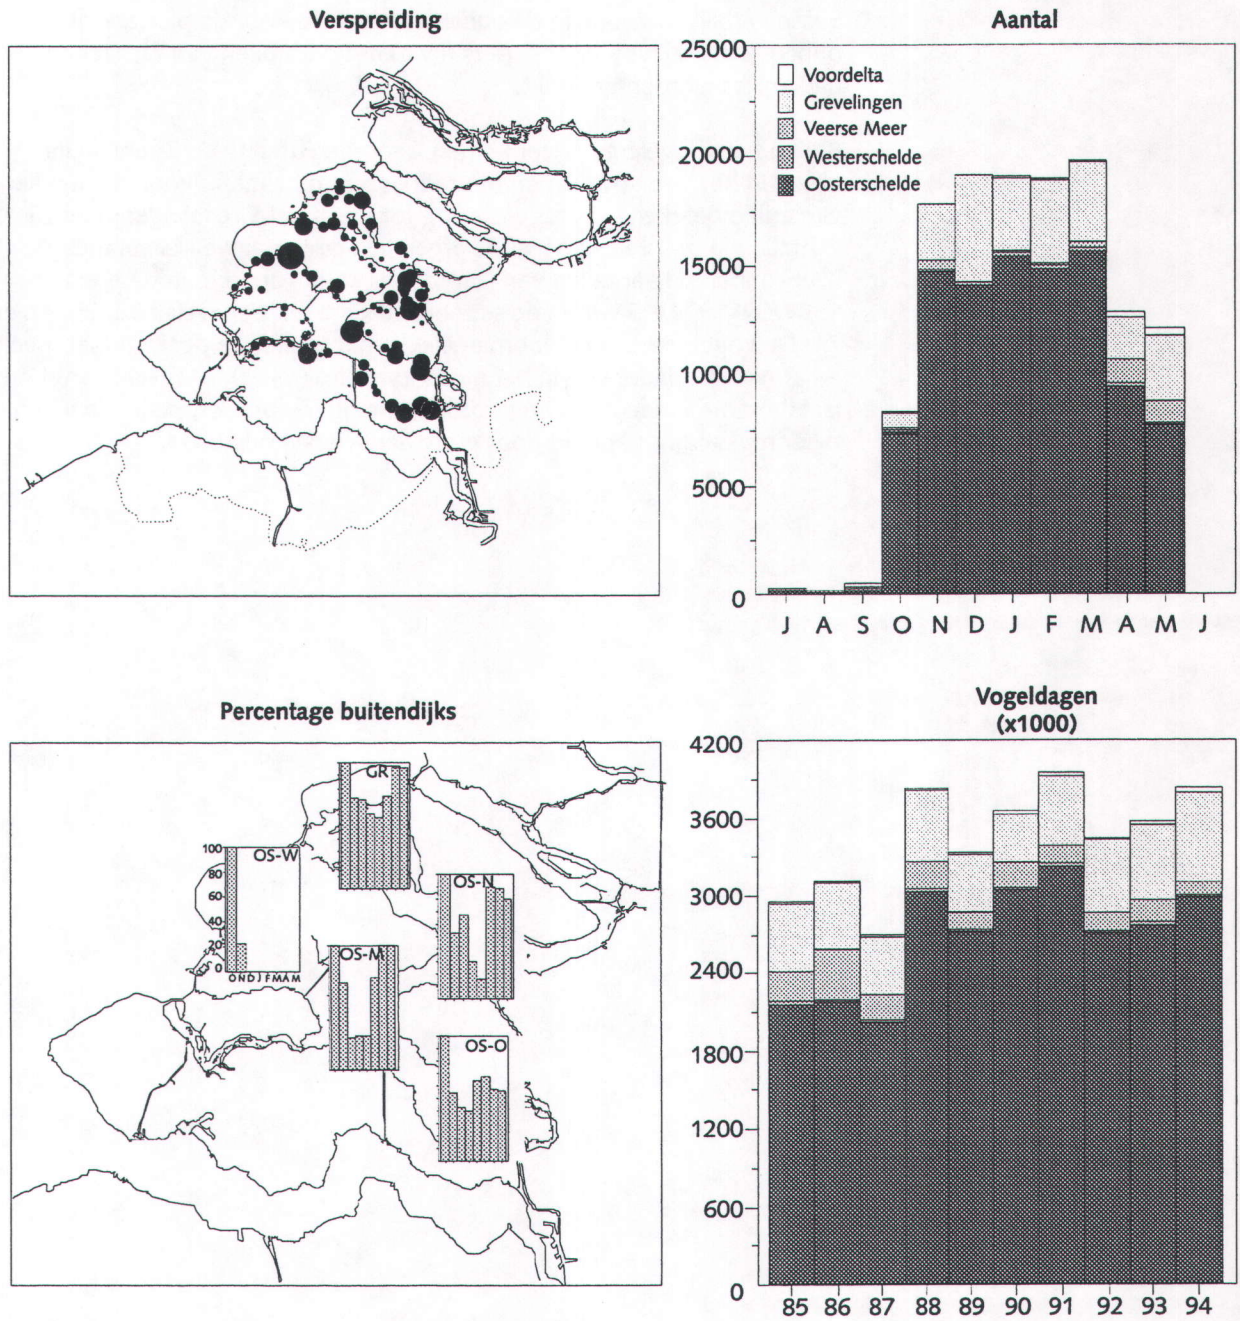 Verspreiding
Aantal
25000
20000
15000
10000
5000
0
Voordelta
Grevelingen
Veerse Meer
Westerschelde
Oosterschelde
J A S O N D J F M A M J
Percentage buitendijks
GR
OS-W
100
80
60
40
20
0
O N D J F M A M
OS-N
OS-M
OS-O
Vogeldagen
(x1000)
4200
3600
3000
2400
1800
1200
600
0
85 86 87 88 89 90 91 92 93 94